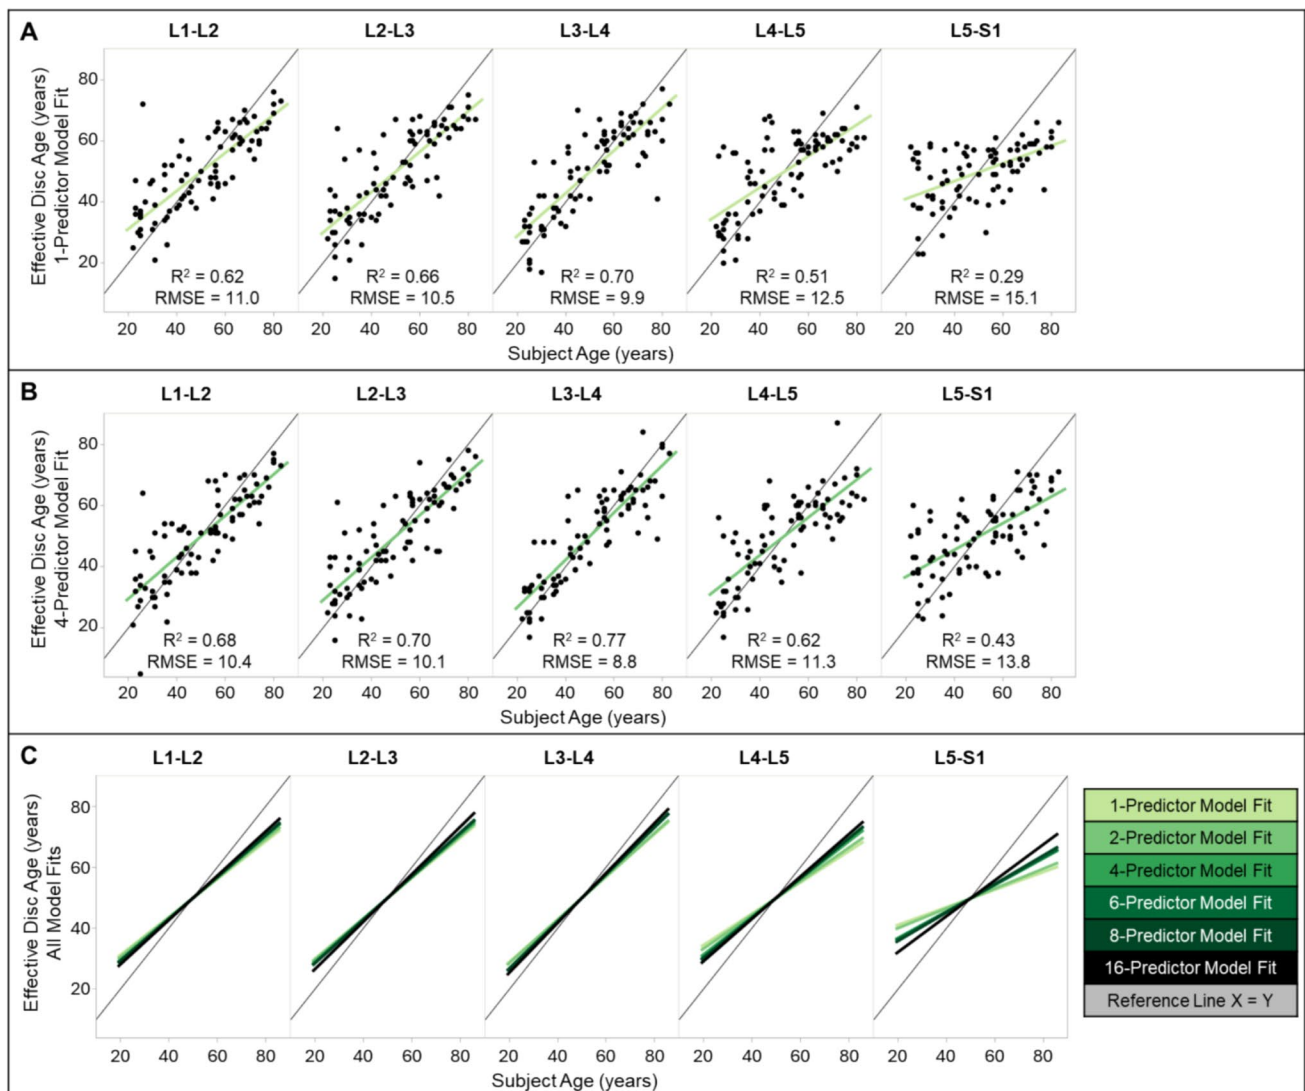 A
L1-L2 L2-L3 L3-L4 L4-L5 L5-S1
Effective Disc Age (years)
1-Predictor Model Fit
80
60
40
20
R² = 0.62 R² = 0.66 R² = 0.70 R² = 0.51 R² = 0.29
RMSE = 11.0 RMSE = 10.5 RMSE = 9.9 RMSE = 12.5 RMSE = 15.1
20 40 60 80 20 40 60 80 20 40 60 80 20 40 60 80 20 40 60 80
Subject Age (years)
B
L1-L2 L2-L3 L3-L4 L4-L5 L5-S1
Effective Disc Age (years)
4-Predictor Model Fit
80
60
40
20
R² = 0.68 R² = 0.70 R² = 0.77 R² = 0.62 R² = 0.43
RMSE = 10.4 RMSE = 10.1 RMSE = 8.8 RMSE = 11.3 RMSE = 13.8
20 40 60 80 20 40 60 80 20 40 60 80 20 40 60 80 20 40 60 80
Subject Age (years)
C
L1-L2 L2-L3 L3-L4 L4-L5 L5-S1
Effective Disc Age (years)
All Model Fits
80
60
40
20
20 40 60 80 20 40 60 80 20 40 60 80 20 40 60 80 20 40 60 80
Subject Age (years)
1-Predictor Model Fit
2-Predictor Model Fit
4-Predictor Model Fit
6-Predictor Model Fit
8-Predictor Model Fit
16-Predictor Model Fit
Reference Line X = Y